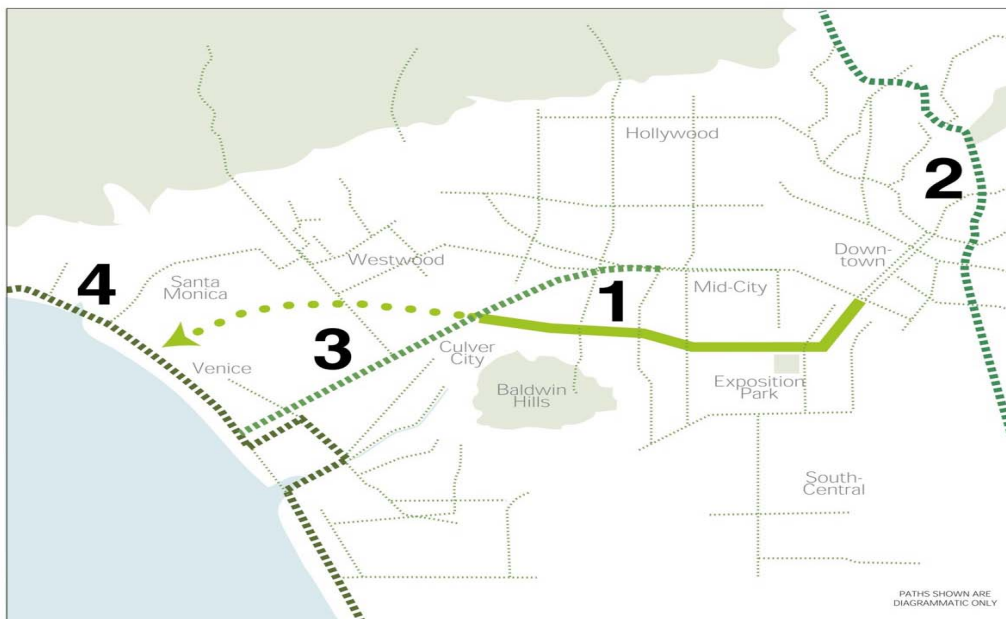 Hollywood
2
4
Down-
town
Westwood
Santa
Monica
1
Mid-City
3
Culver
City
Venice
Baldwin
Hills
Exposition
Park
South-
Central
PATHS SHOWN ARE
DIAGRAMMATIC ONLY